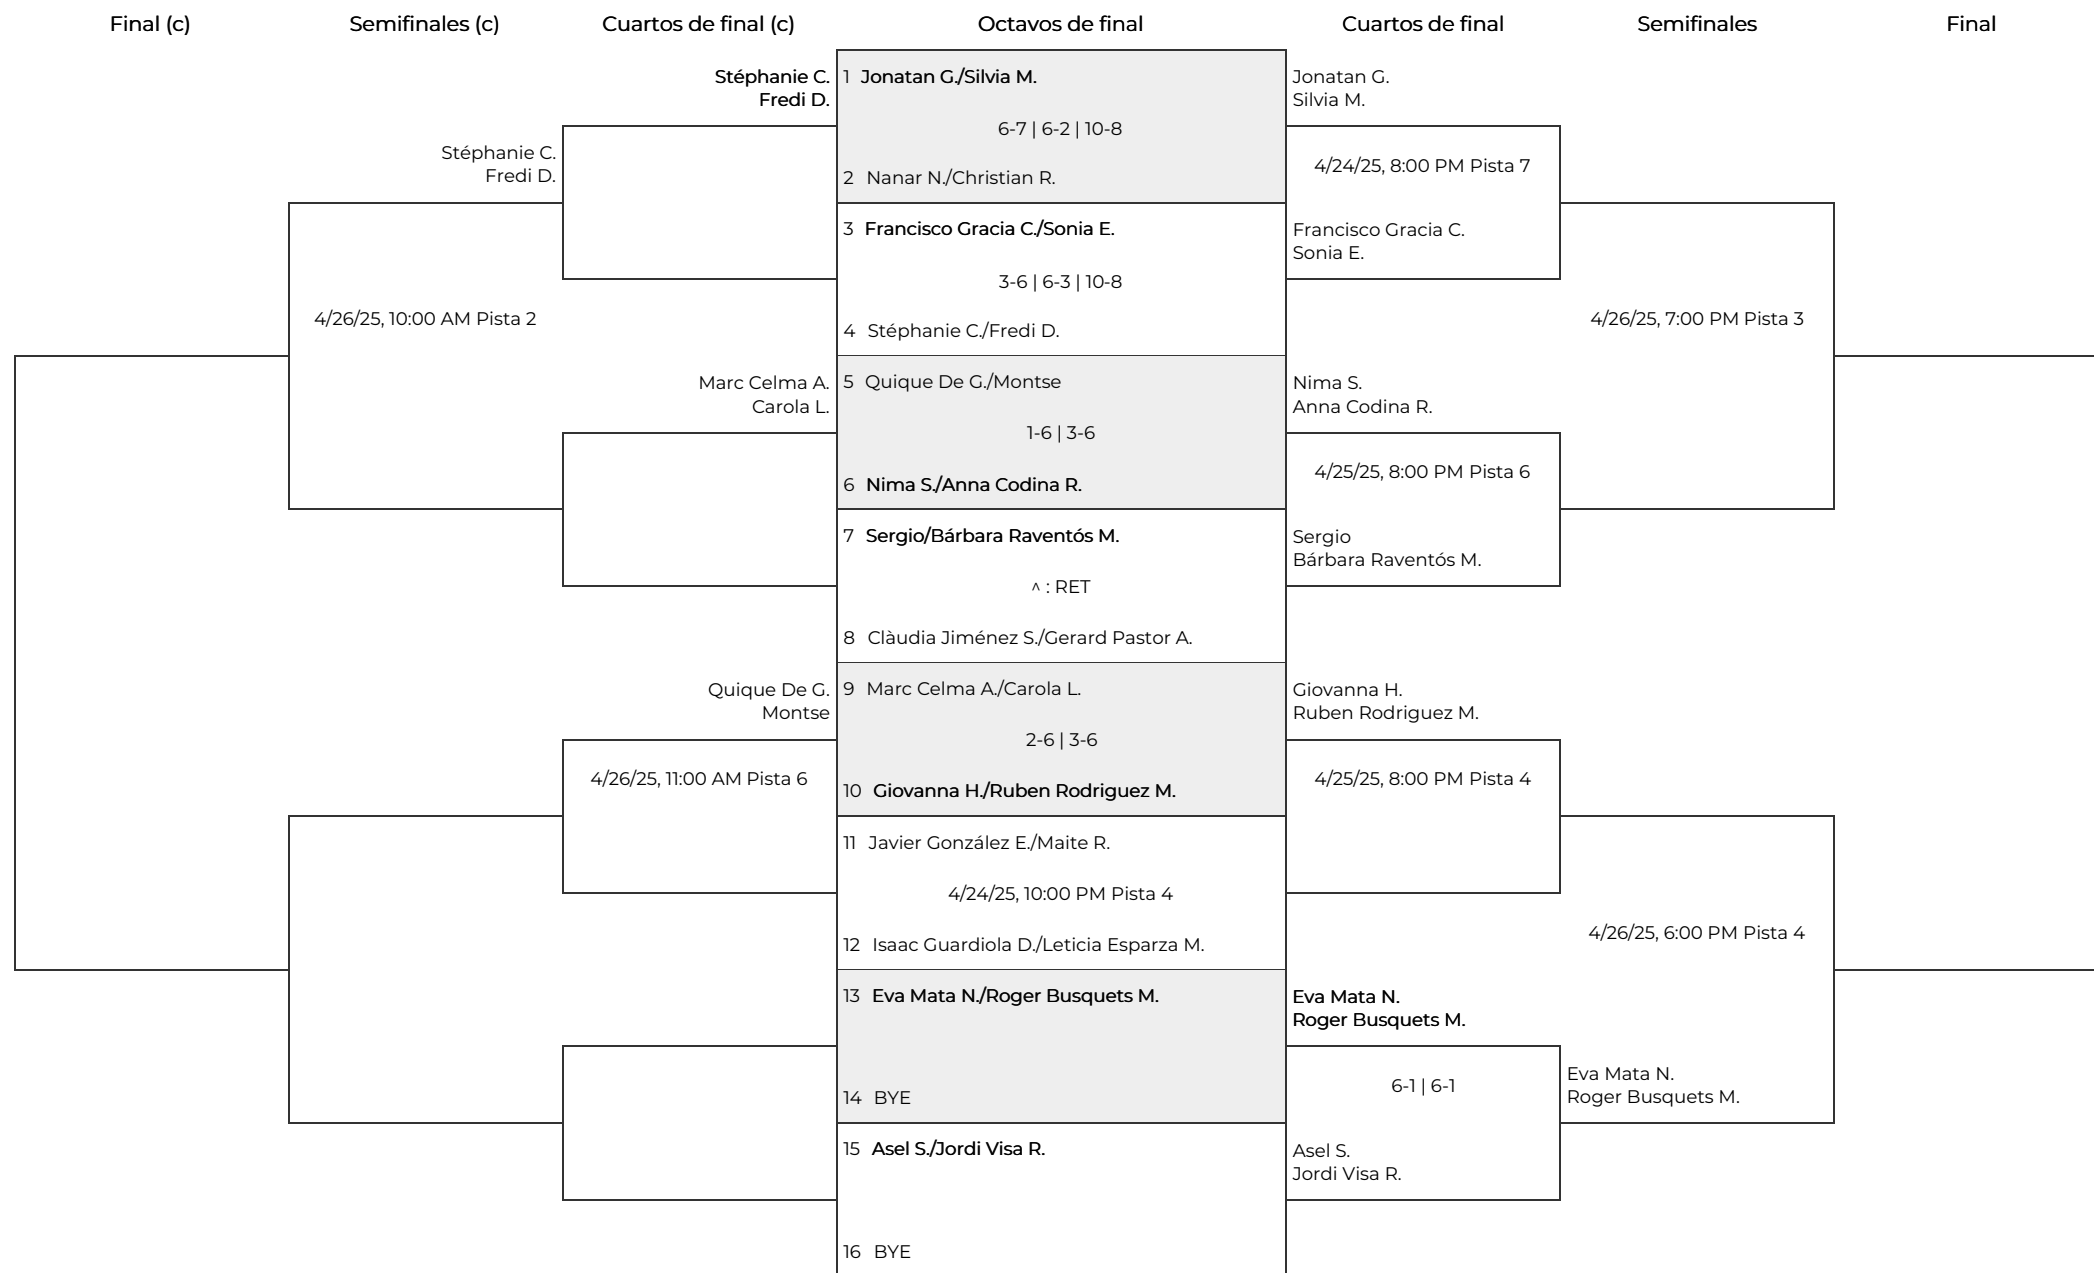 Final (c)
Semifinales (c)
Cuartos de final (c)
Octavos de final
Cuartos de final
Semifinales
Final
Stéphanie C.
Fredi D.
Stéphanie C.
Fredi D.
4/26/25, 10:00 AM Pista 2
Marc Celma A.
Carola L.
Quique De G.
Montse
4/26/25, 11:00 AM Pista 6
1 Jonatan G./Silvia M.
6-7 | 6-2 | 10-8
2 Nanar N./Christian R.
3 Francisco Gracia C./Sonia E.
3-6 | 6-3 | 10-8
4 Stéphanie C./Fredi D.
5 Quique De G./Montse
1-6 | 3-6
6 Nima S./Anna Codina R.
7 Sergio/Bárbara Raventós M.
^ : RET
8 Clàudia Jiménez S./Gerard Pastor A.
9 Marc Celma A./Carola L.
2-6 | 3-6
10 Giovanna H./Ruben Rodriguez M.
11 Javier González E./Maite R.
4/24/25, 10:00 PM Pista 4
12 Isaac Guardiola D./Leticia Esparza M.
13 Eva Mata N./Roger Busquets M.
14 BYE
15 Asel S./Jordi Visa R.
16 BYE
Jonatan G.
Silvia M.
4/24/25, 8:00 PM Pista 7
Francisco Gracia C.
Sonia E.
Nima S.
Anna Codina R.
4/25/25, 8:00 PM Pista 6
Sergio
Bárbara Raventós M.
Giovanna H.
Ruben Rodriguez M.
4/25/25, 8:00 PM Pista 4
Eva Mata N.
Roger Busquets M.
6-1 | 6-1
Asel S.
Jordi Visa R.
4/26/25, 7:00 PM Pista 3
4/26/25, 6:00 PM Pista 4
Eva Mata N.
Roger Busquets M.